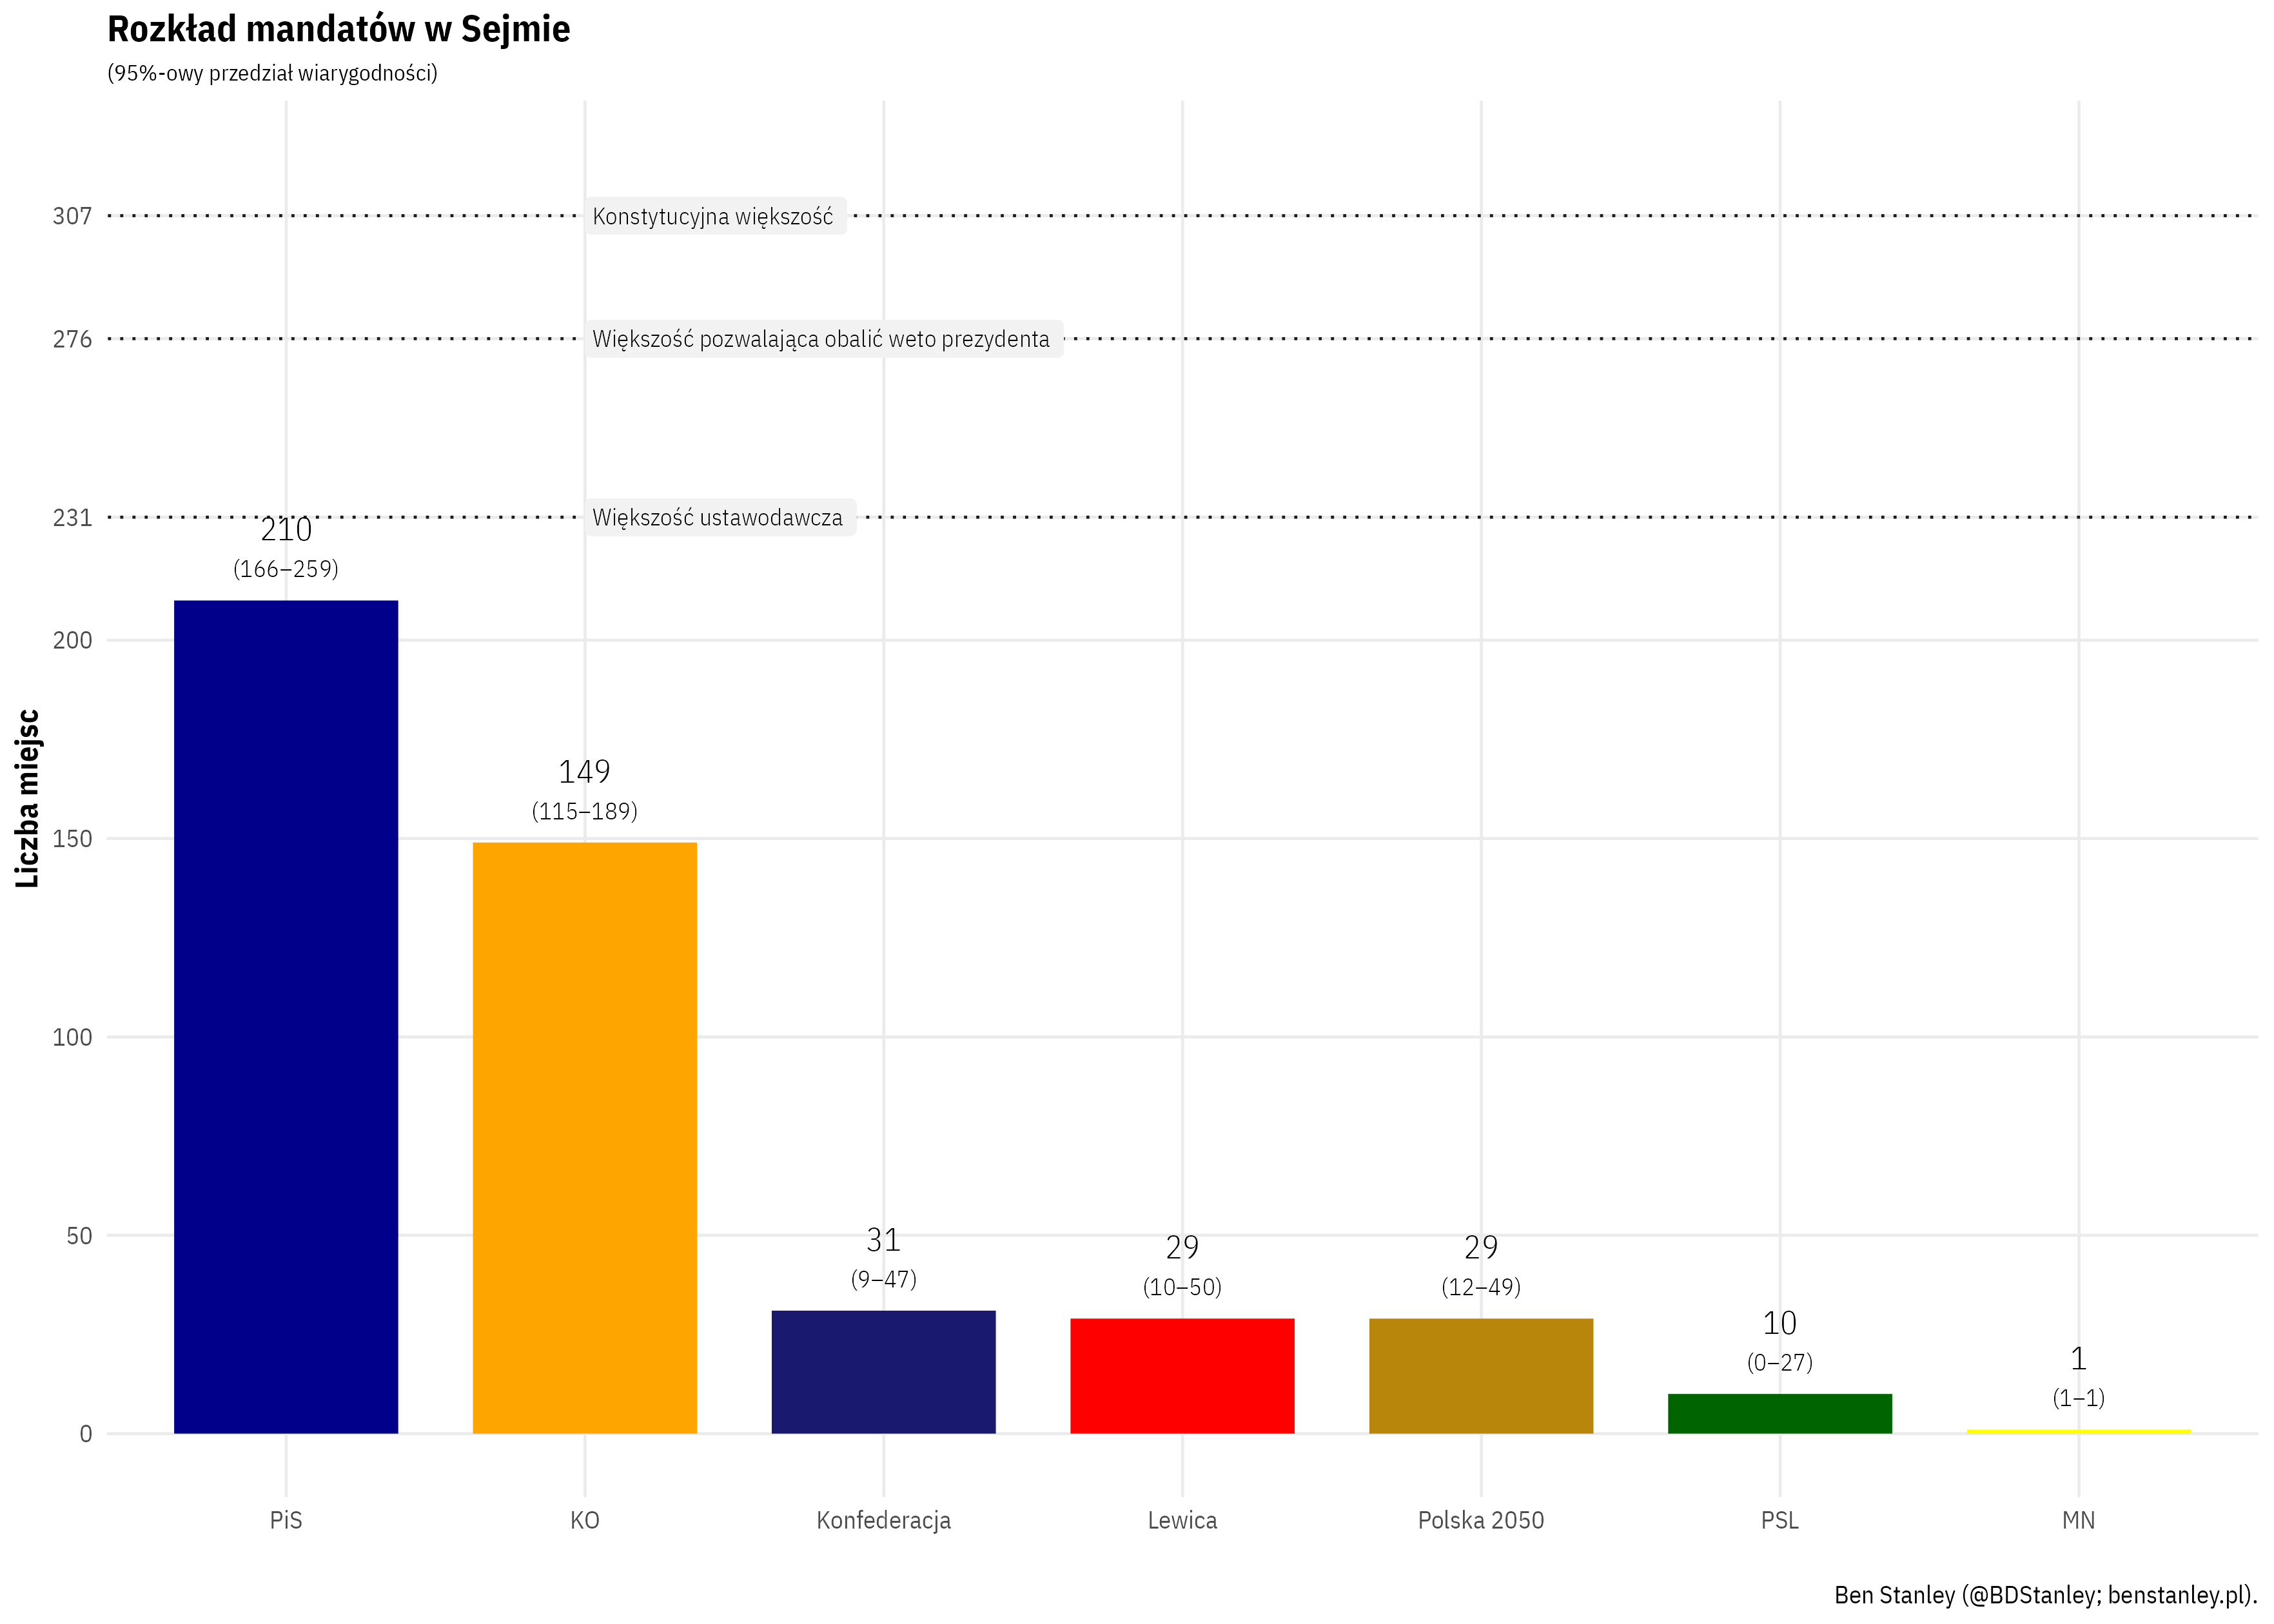 Rozkład mandatów w Sejmie
(95%-owy przedział wiarygodności)
Liczba miejsc
307
Konstytucyjna większość
276
Większość pozwalająca obalić weto prezydenta
231
Większość ustawodawcza
200
150
100
50
0
210
(166–259)
149
(115–189)
31
(9–47)
29
(10–50)
29
(12–49)
10
(0–27)
1
(1–1)
PiS
KO
Konfederacja
Lewica
Polska 2050
PSL
MN
Ben Stanley (@BDStanley; benstanley.pl).